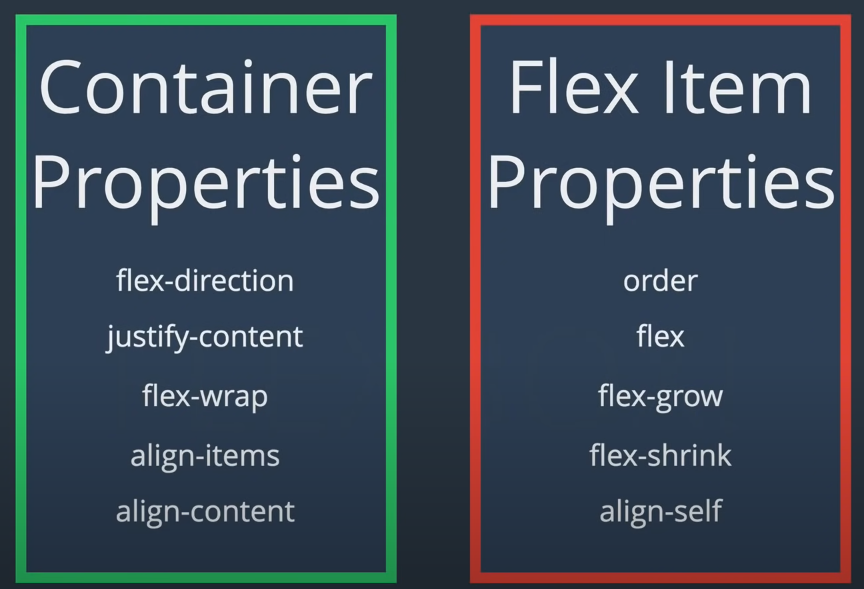 Container
Properties
flex-direction
justify-content
flex-wrap
align-items
align-content
Flex Item
Properties
order
flex
flex-grow
flex-shrink
align-self